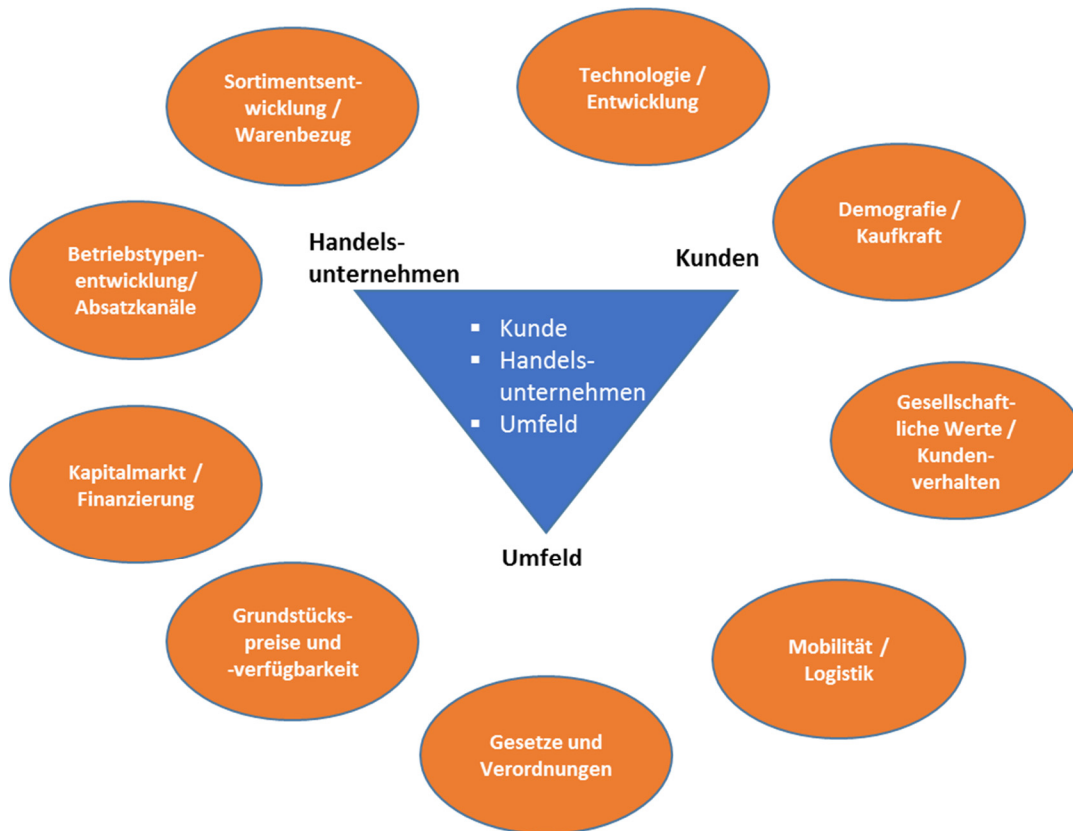 Sortimentsent-
wicklung /
Warenbezug
Technologie /
Entwicklung
Demografie /
Kaufkraft
Betriebstypen-
entwicklung/
Absatzkanäle
Handels-
unternehmen
Kunden
▪ Kunde
▪ Handels-
unternehmen
▪ Umfeld
Gesellschaft-
liche Werte /
Kunden-
verhalten
Kapitalmarkt /
Finanzierung
Umfeld
Grundstücks-
preise und
-verfügbarkeit
Mobilität /
Logistik
Gesetze und
Verordnungen